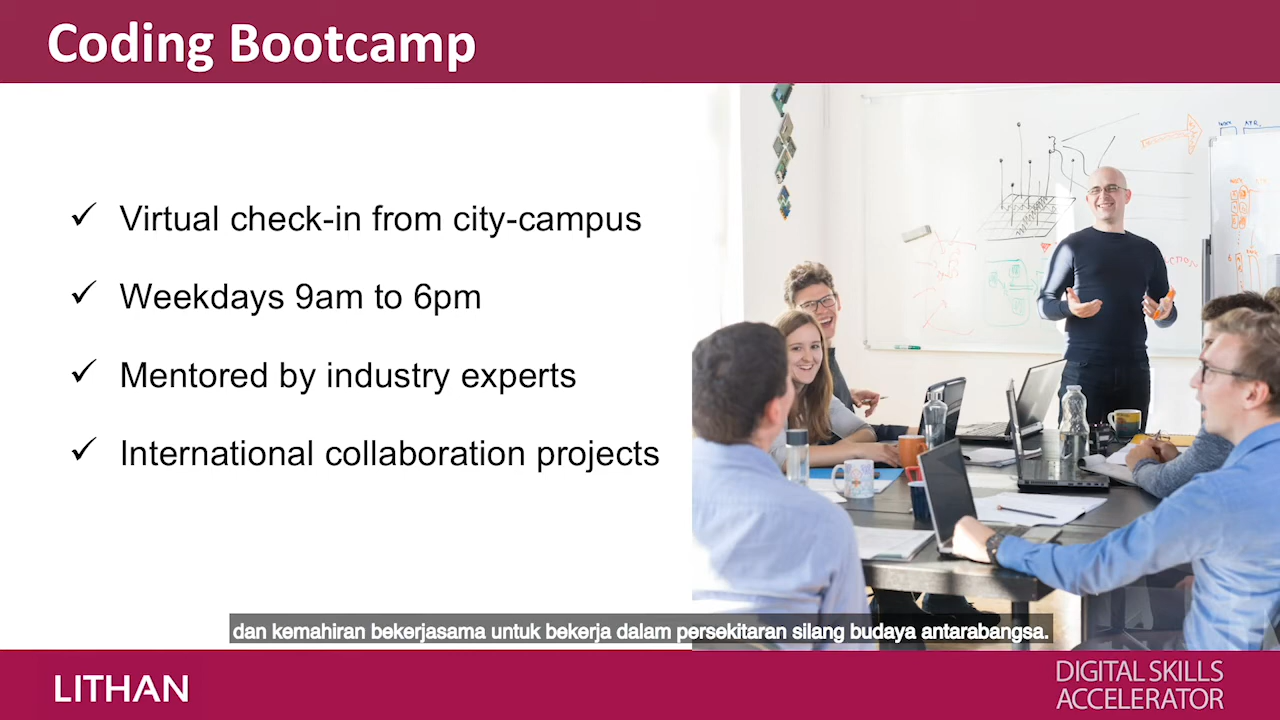 Coding Bootcamp
✓ Virtual check-in from city-campus
✓ Weekdays 9am to 6pm
✓ Mentored by industry experts
✓ International collaboration projects
dan kemahiran bekerjasama untuk bekerja dalam persekitaran silang budaya antarabangsa.
LITHAN
DIGITAL SKILLS
ACCELERATOR